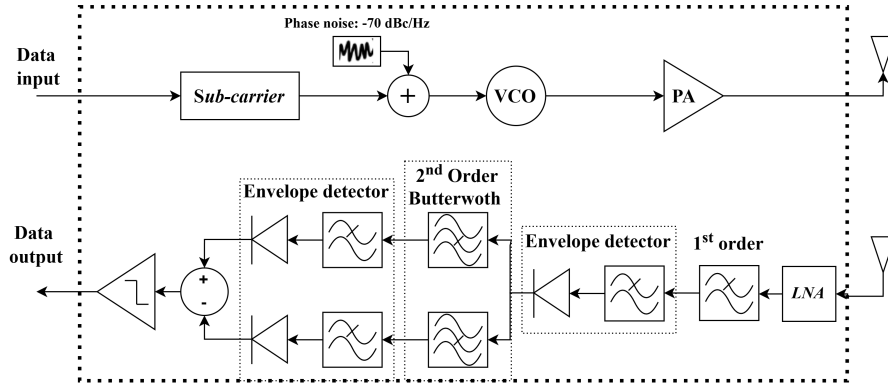 Phase noise: -70 dBc/Hz
Data
input
Sub-carrier
+
VCO
PA
2nd Order
Butterwoth
Envelope detector
Data
output
+
-
Envelope detector
1st order
LNA